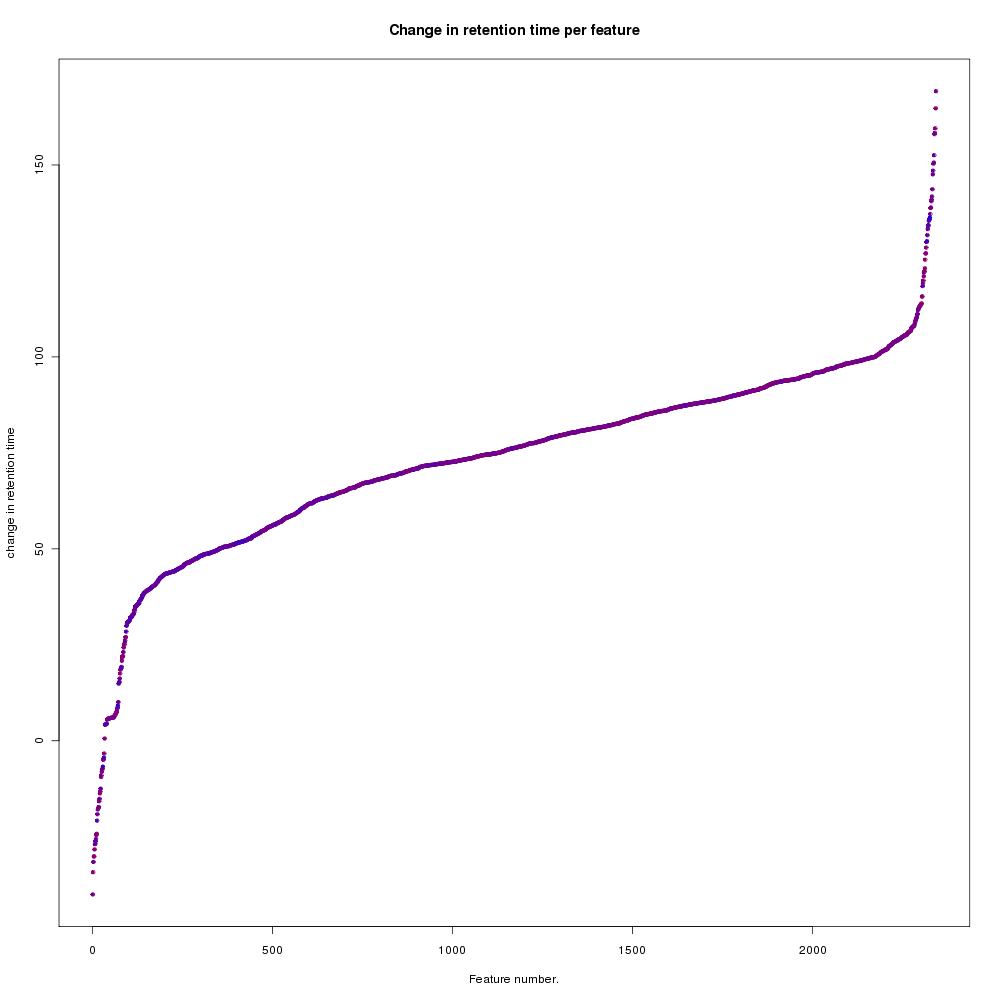 Change in retention time per feature
150
100
50
0
change in retention time
0 500 1000 1500 2000
Feature number.